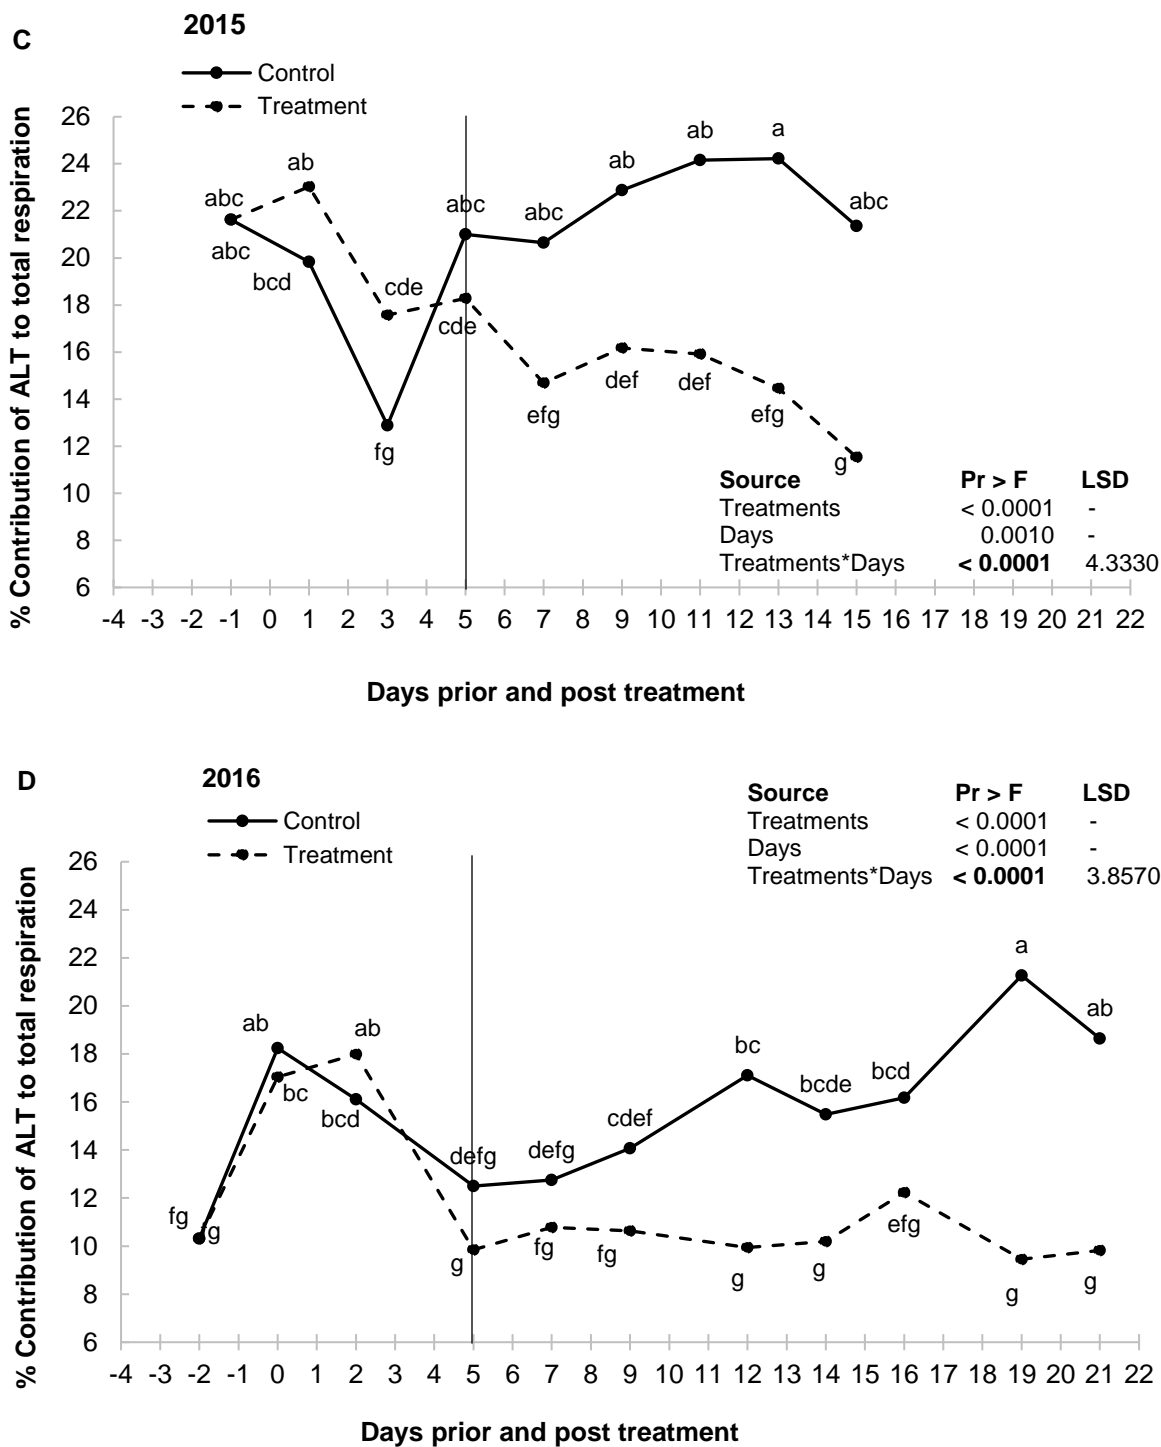 C
2015
Control
Treatment
% Contribution of ALT to total respiration
26
24
22
20
18
16
14
12
10
8
6
abc
ab
abc
bcd
cde
fg
abc
cde
abc
efg
ab
def
ab
def
a
efg
abc
g
Source Pr > F LSD
Treatments < 0.0001 -
Days 0.0010 -
Treatments*Days < 0.0001 4.3330
-4 -3 -2 -1 0 1 2 3 4 5 6 7 8 9 10 11 12 13 14 15 16 17 18 19 20 21 22
Days prior and post treatment
D
2016
Control
Treatment
Source Pr > F LSD
Treatments < 0.0001 -
Days < 0.0001 -
Treatments*Days < 0.0001 3.8570
% Contribution of ALT to total respiration
26
24
22
20
18
16
14
12
10
8
6
fg
fg
ab
bc
ab
bcd
defg
g
defg
fg
cdef
fg
bc
g
bcde
g
bcd
efg
a
g
ab
g
-4 -3 -2 -1 0 1 2 3 4 5 6 7 8 9 10 11 12 13 14 15 16 17 18 19 20 21 22
Days prior and post treatment